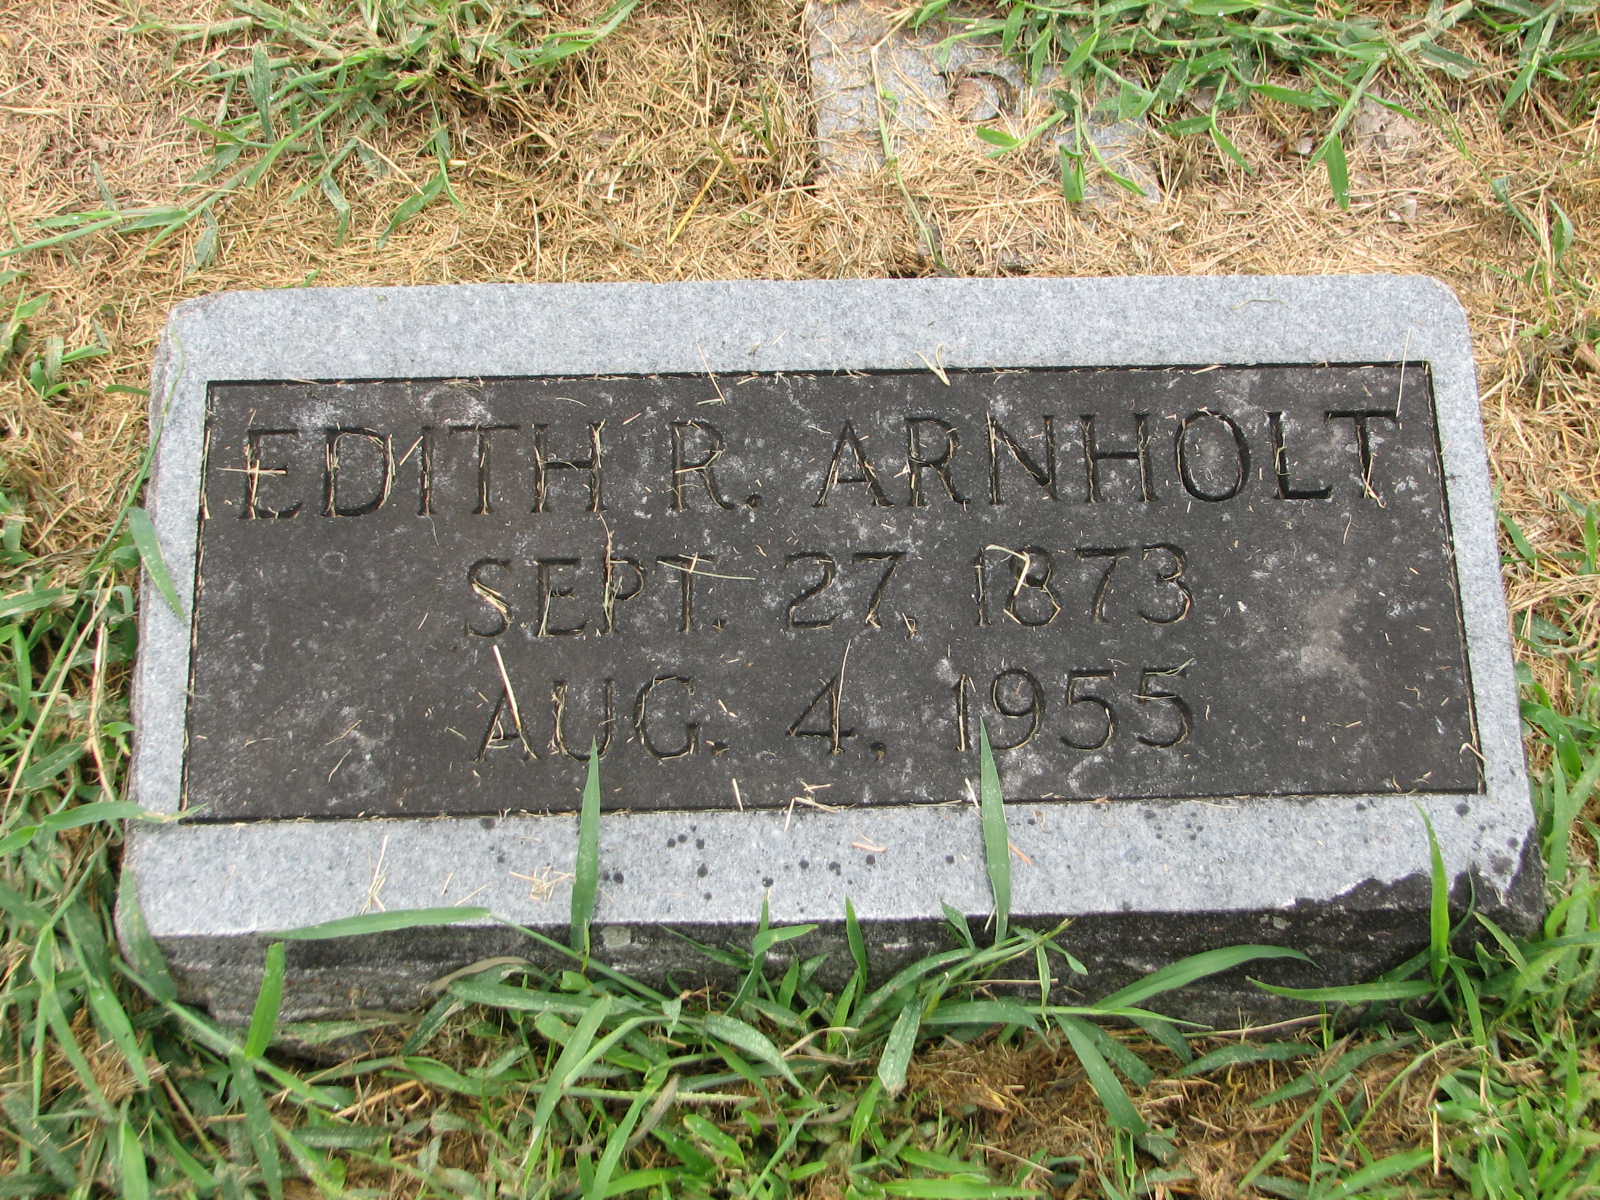 EDITH R. ARNHOLT
SEPT. 27, 1873
AUG. 4, 1955